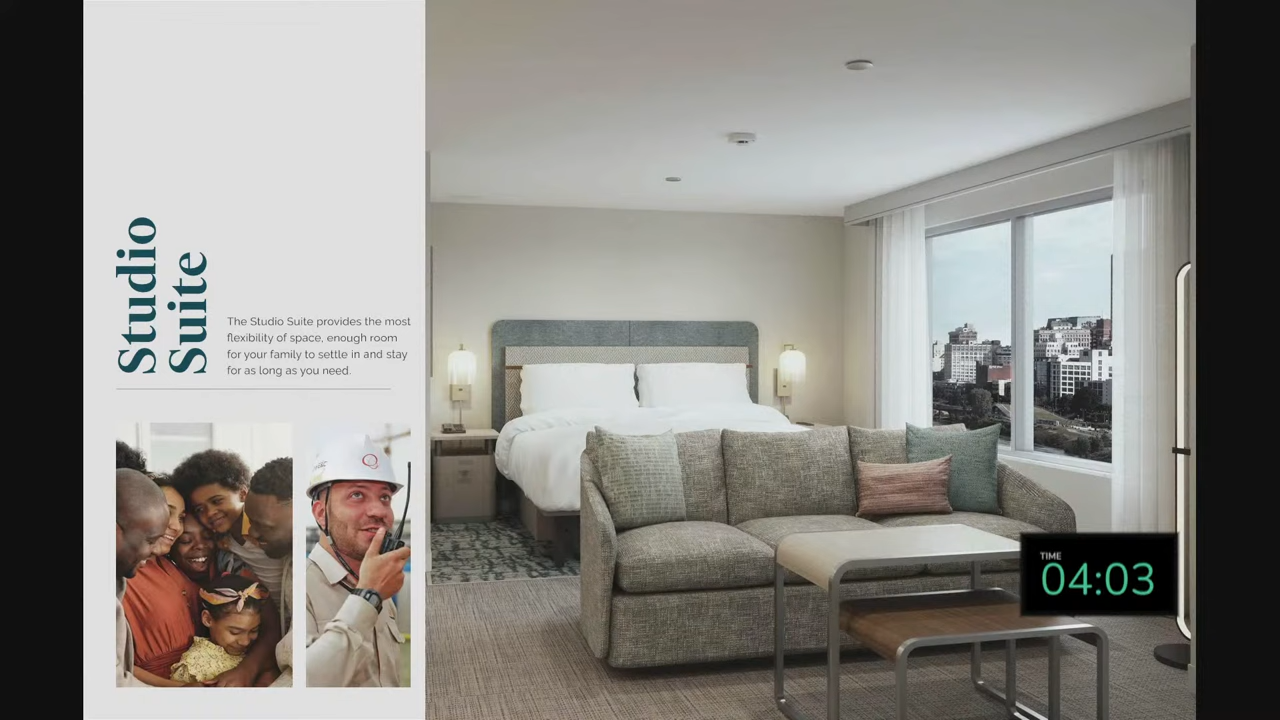 Studio
Suite
The Studio Suite provides the most
flexibility of space, enough room
for your family to settle in and stay
for as long as you need.
Q
TIME
04:03